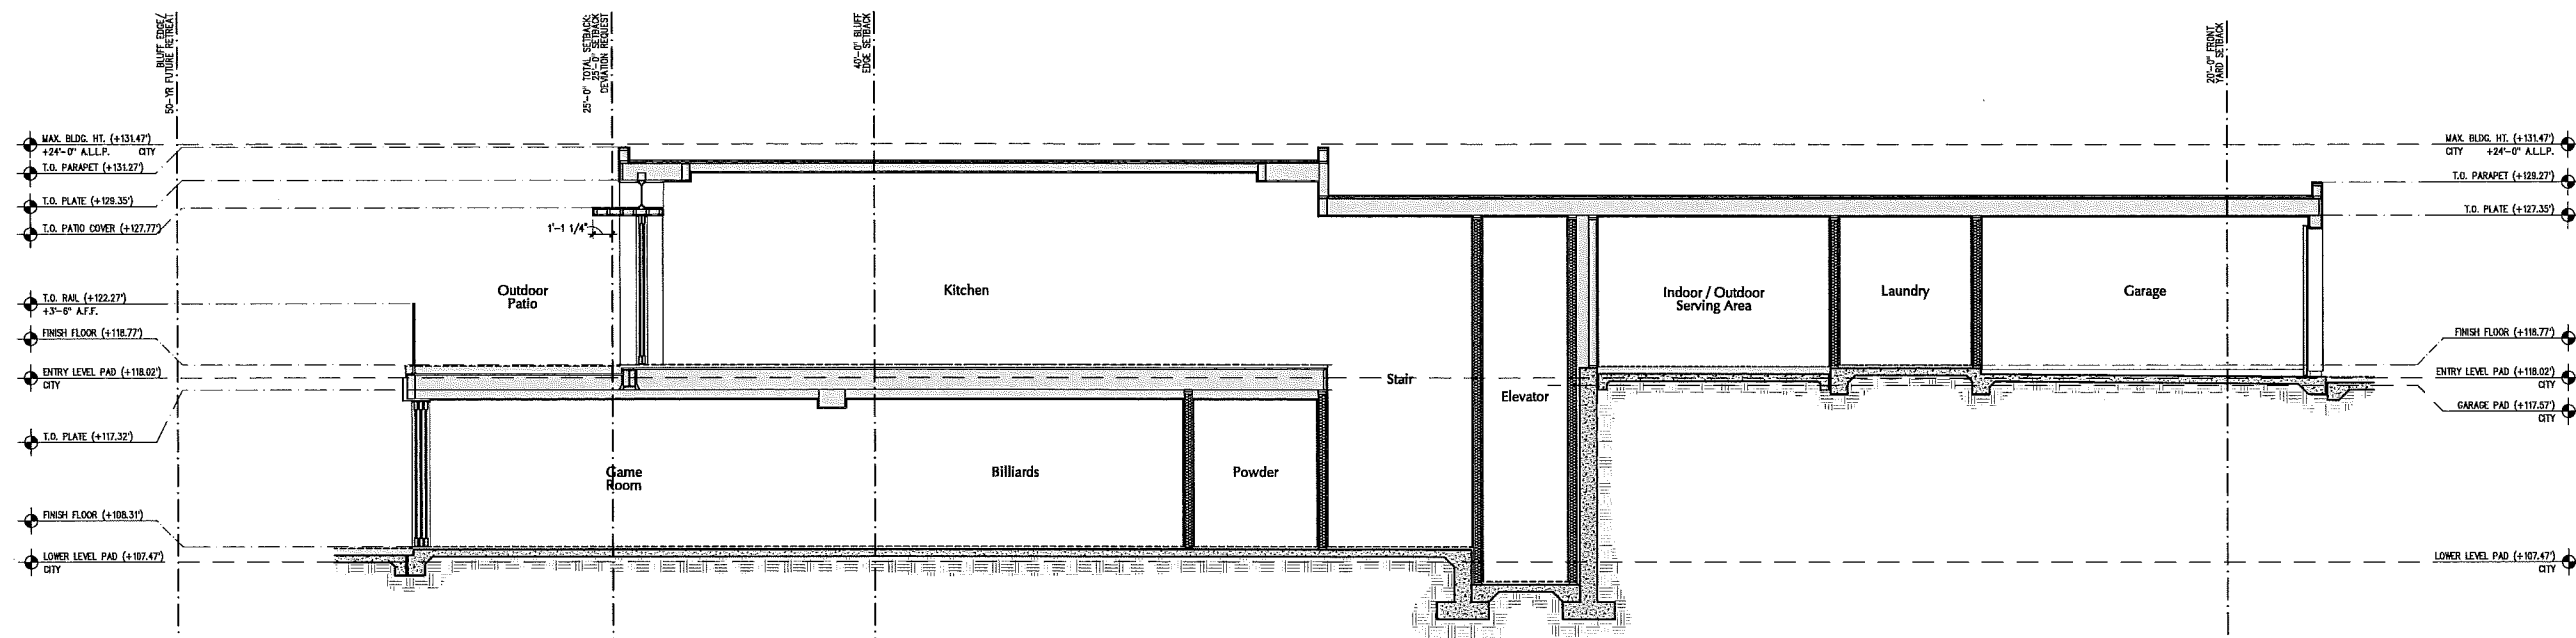 BLUFF EDGE/
50-YR FUTURE RETREAT
25'-0" TOTAL SETBACK:
25'-0" SETBACK
DEVIATION REQUEST
40'-0" BLUFF
EDGE SETBACK
20'-0" FRONT
YARD SETBACK
MAX. BLDG. HT. (+131.47')
+24'-0" A.L.L.P. CITY
T.O. PARAPET (+131.27')
T.O. PLATE (+129.35')
T.O. PATIO COVER (+127.77')
T.O. RAIL (+122.27')
+3'-6" A.F.F.
FINISH FLOOR (+118.77')
ENTRY LEVEL PAD (+118.02')
CITY
T.O. PLATE (+117.32')
FINISH FLOOR (+108.31')
LOWER LEVEL PAD (+107.47')
CITY
1'-1 1/4"
Outdoor
Patio
Kitchen
Stair
Elevator
Indoor / Outdoor
Serving Area
Laundry
Garage
Game
Room
Billiards
Powder
MAX. BLDG. HT. (+131.47')
CITY +24'-0" A.L.L.P.
T.O. PARAPET (+129.27')
T.O. PLATE (+127.35')
FINISH FLOOR (+118.77')
ENTRY LEVEL PAD (+118.02')
CITY
GARAGE PAD (+117.57')
CITY
LOWER LEVEL PAD (+107.47')
CITY